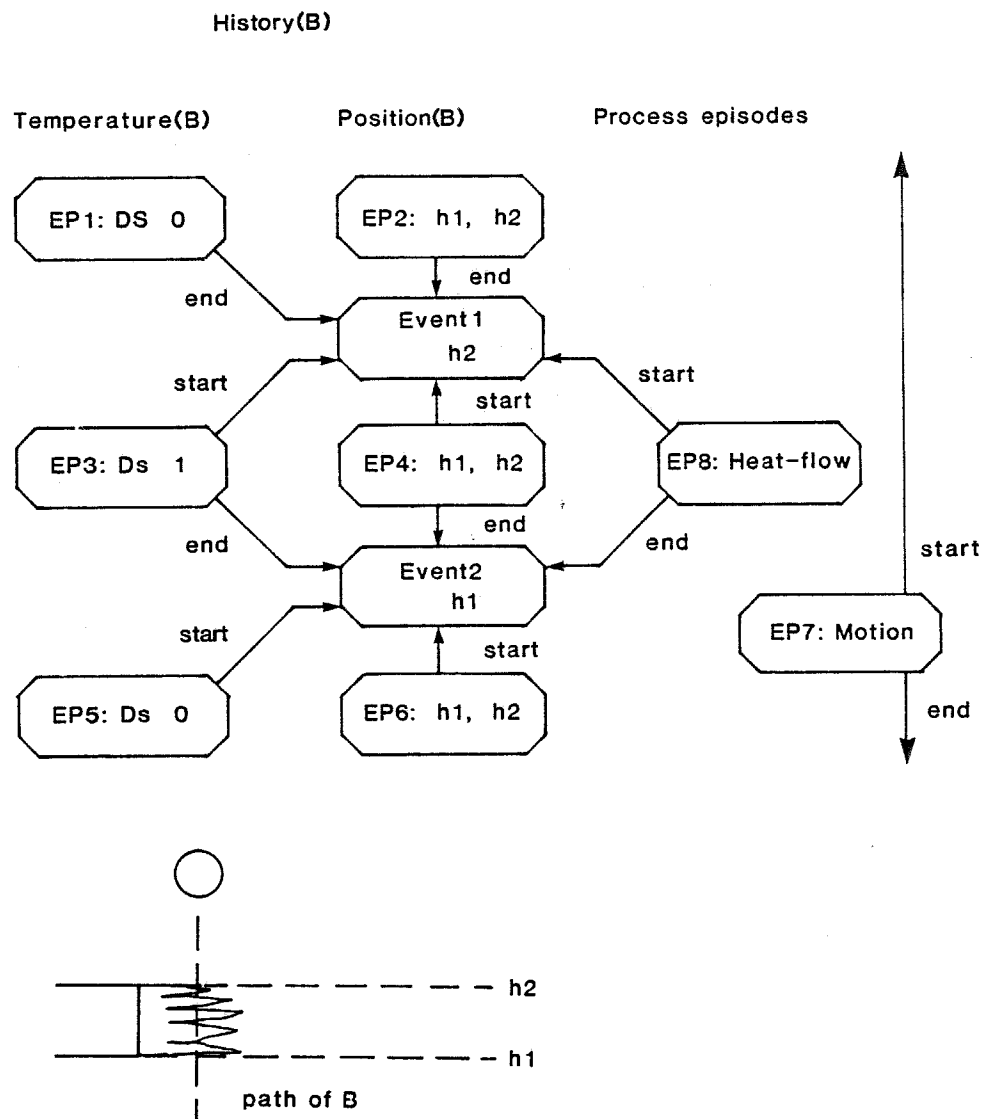 History(B)
Temperature(B) Position(B) Process episodes
EP1: DS 0
EP2: h1, h2
end
end
Event1
h2
start
start
start
EP3: Ds 1
EP4: h1, h2
EP8: Heat-flow
end
end
end
start
Event2
h1
start
start
EP7: Motion
EP5: Ds 0
EP6: h1, h2
end
h2
h1
path of B